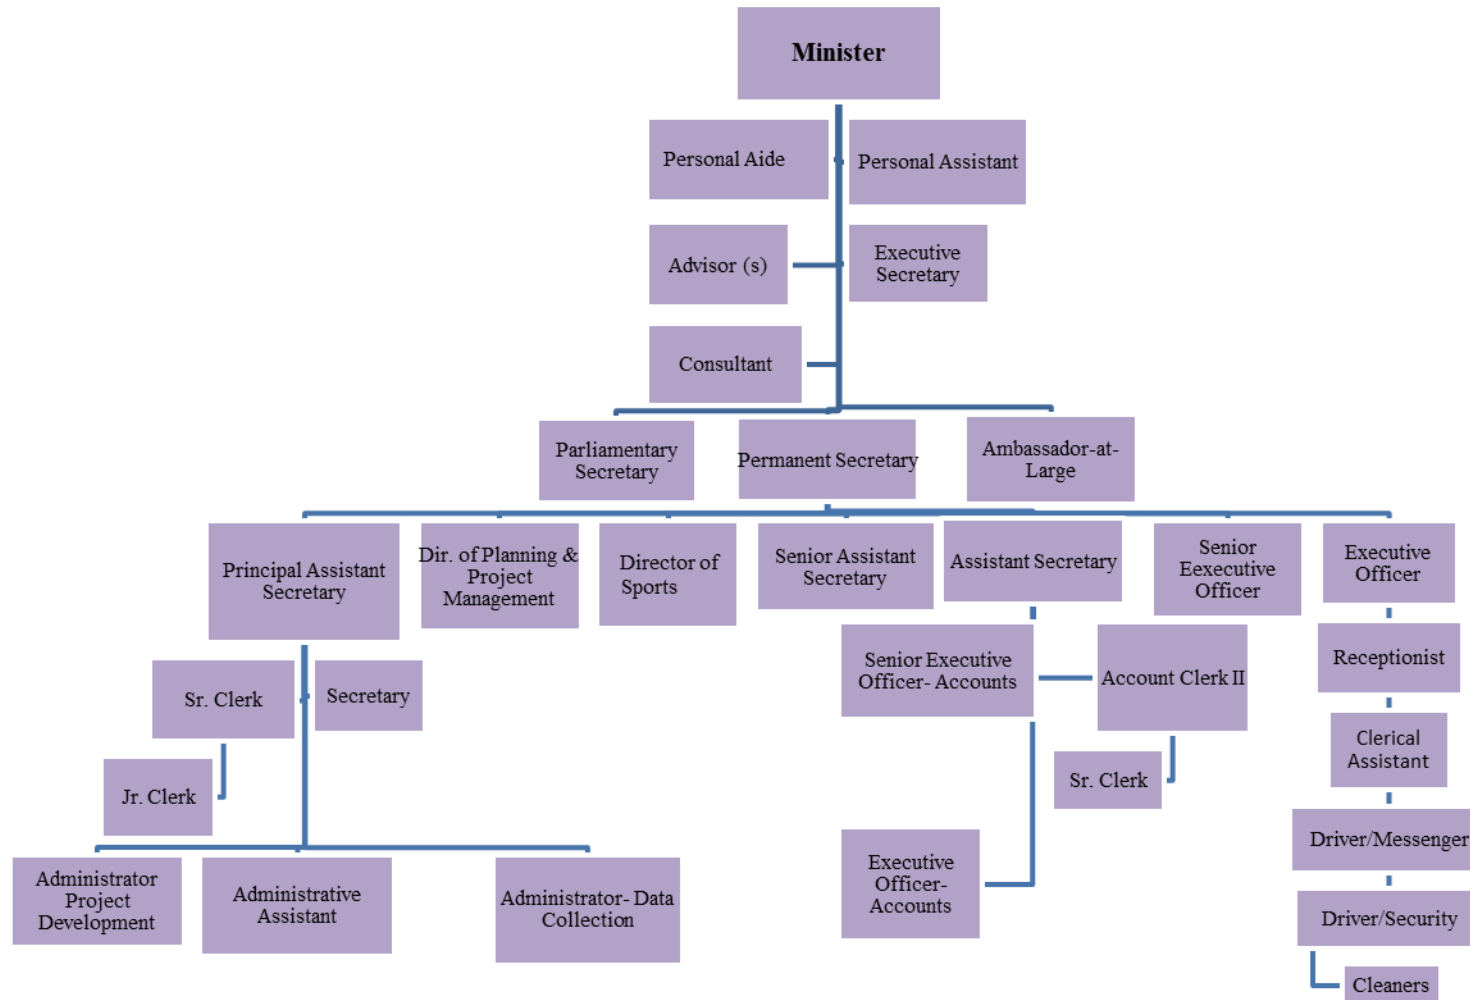 Minister
Personal Aide
Personal Assistant
Advisor (s)
Executive
Secretary
Consultant
Parliamentary
Secretary
Permanent Secretary
Ambassador-at-
Large
Principal Assistant
Secretary
Dir. of Planning &
Project
Management
Director of
Sports
Senior Assistant
Secretary
Assistant Secretary
Senior
Eexecutive
Officer
Executive
Officer
Sr. Clerk
Secretary
Jr. Clerk
Administrator
Project
Development
Administrative
Assistant
Administrator- Data
Collection
Senior Executive
Officer- Accounts
Account Clerk II
Sr. Clerk
Executive
Officer-
Accounts
Receptionist
Clerical
Assistant
Driver/Messenger
Driver/Security
Cleaners